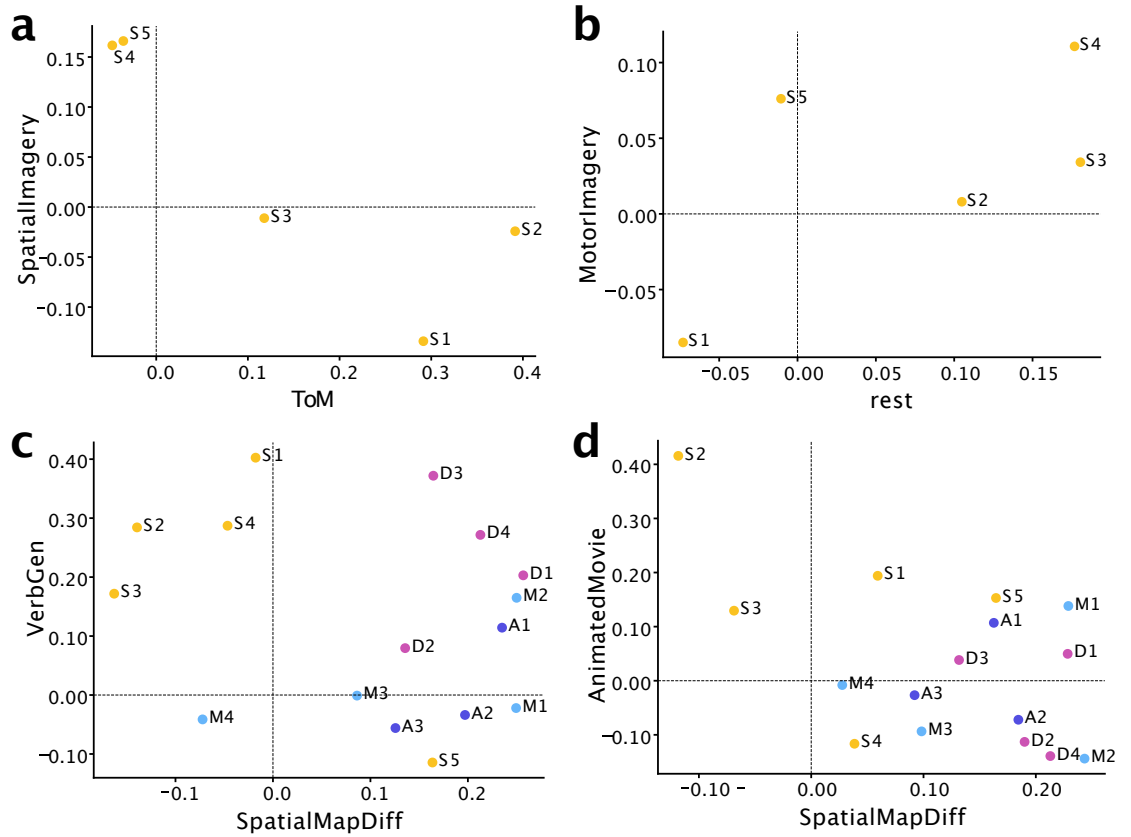 a
SpatialImagery
0.15
0.10
0.05
0.00
−0.05
−0.10
S5
S4
S3
S2
S1
0.0
0.1
0.2
0.3
0.4
ToM
b
MotorImagery
0.10
0.05
0.00
−0.05
S4
S5
S3
S2
S1
−0.05
0.00
0.05
0.10
0.15
rest
c
VerbGen
0.40
0.30
0.20
0.10
0.00
−0.10
S1
D3
S2
S4
D4
D1
S3
M2
A1
D2
M3
M4
M1
A2
A3
S5
−0.1
0.0
0.1
0.2
SpatialMapDiff
d
AnimatedMovie
0.40
0.30
0.20
0.10
0.00
−0.10
S2
S1
S5
M1
S3
A1
D1
D3
M4
A3
A2
M3
S4
D2
D4
M2
−0.10 -
0.00
0.10
0.20
SpatialMapDiff